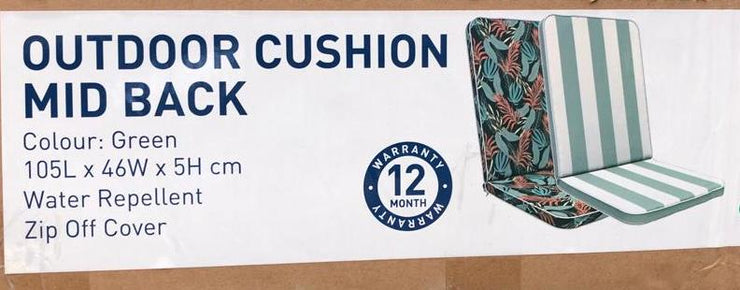 OUTDOOR CUSHION
MID BACK
Colour: Green
105L x 46W x 5H cm
Water Repellent
Zip Off Cover
WARRANTY
12
MONTH
WARRANTY